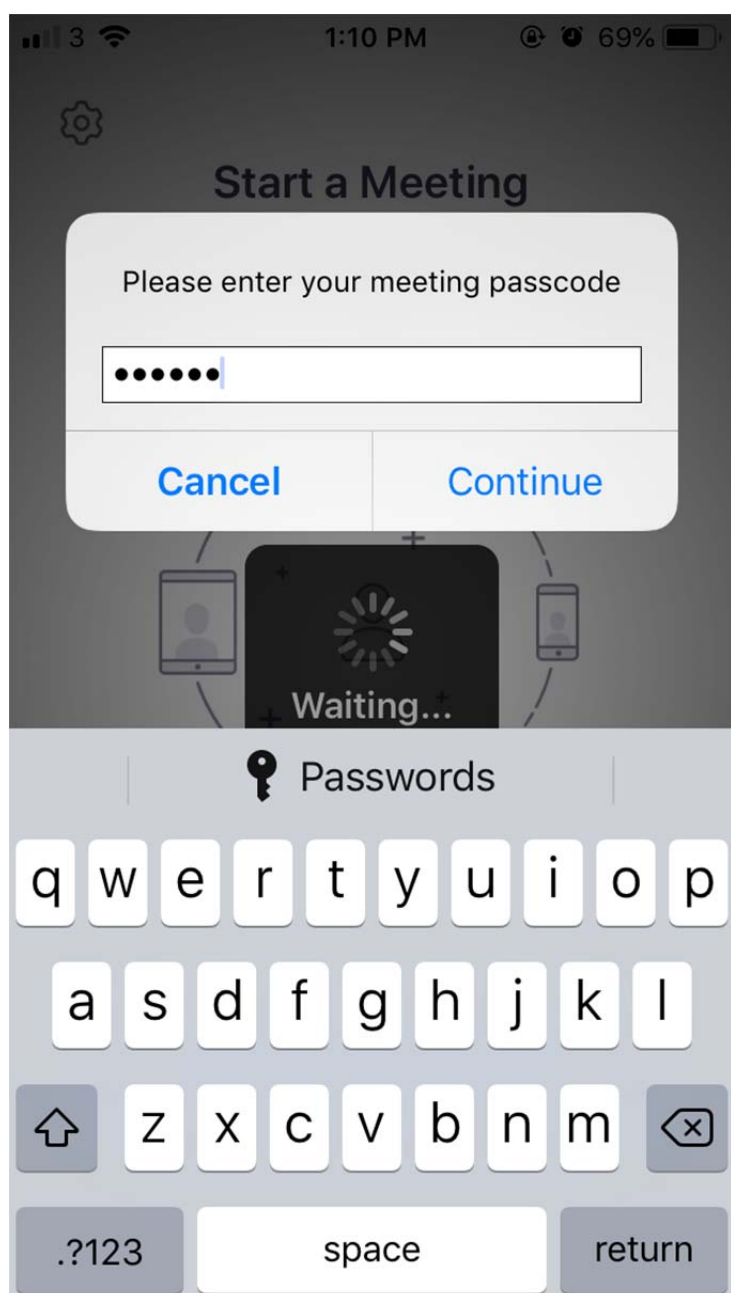 3 1:10 PM 69%
Start a Meeting
Please enter your meeting passcode
••••••
Cancel Continue
Waiting...
Passwords
q w e r t y u i o p
a s d f g h j k l
z x c v b n m
.?123 space return